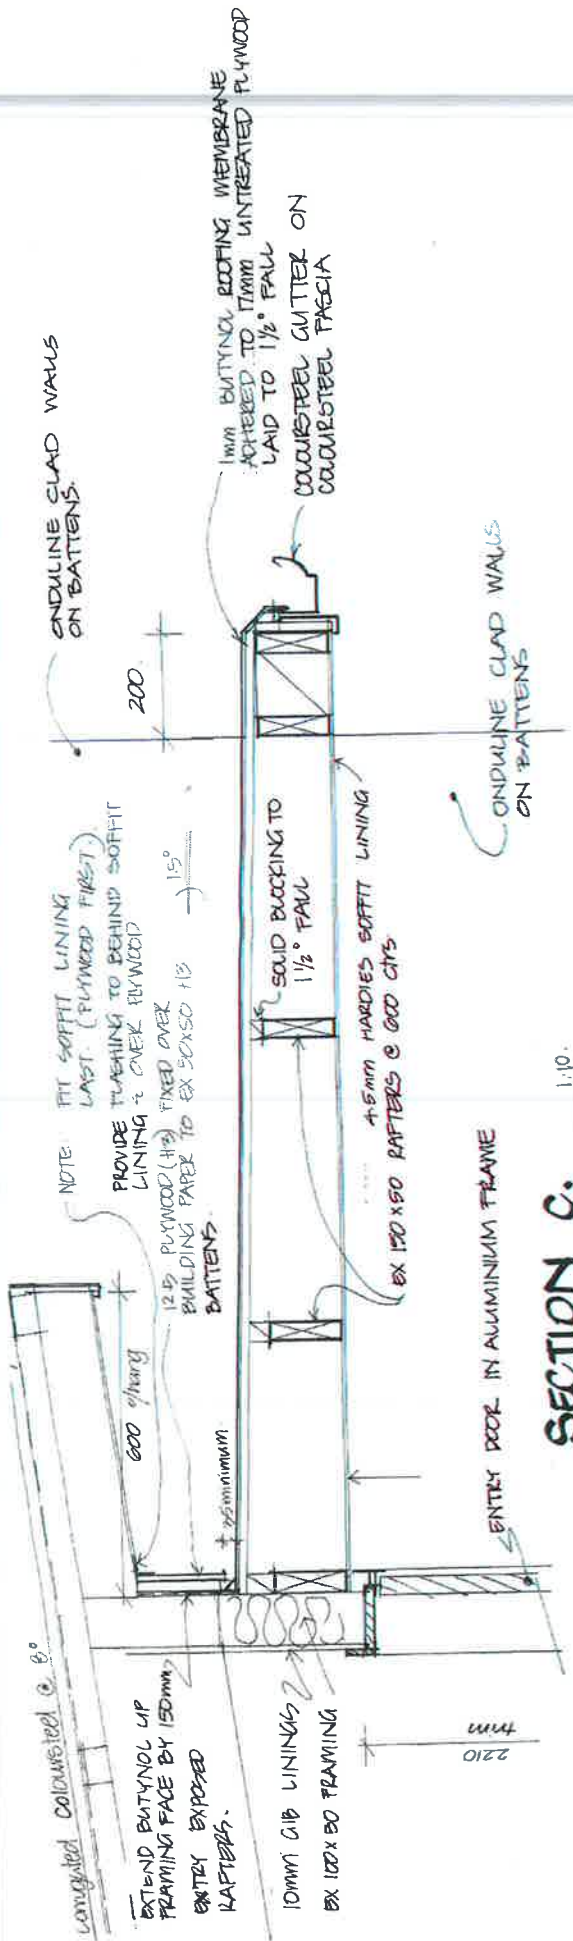 corrugated coloursteel @ 8°
EXTEND BUTYNOL UP
FRAMING FACE BY 150mm
ENTRY EXPOSED
RAFTERS.
10mm GIB LININGS
EX 100x50 FRAMING
2210
trim
600 o/hang
35 minimum
NOTE: FIT SOFFIT LINING
LAST. (PLYWOOD FIRST.)
PROVIDE FLASHING TO BEHIND SOFFIT
LINING & OVER PLYWOOD
12.5 PLYWOOD (H3) FIXED OVER
BUILDING PAPER TO EX 50x50 H3
BATTENS.
1.5°
200.
ONDULINE CLAD WALLS
ON BATTENS.
1mm BUTYNOL ROOFING MEMBRANE
ADHERED TO 17mm UNTREATED PLYWOOD
LAID TO 1½° FALL
COLOURSTEEL GUTTER ON
COLOURSTEEL FASCIA
SOLID BLOCKING TO
1½° FALL
4.5mm HARDIES SOFFIT LINING
EX 150x50 RAFTERS @ 600 crs
ONDULINE CLAD WALLS
ON BATTENS
ENTRY DOOR IN ALUMINIUM FRAME
SECTION C.
1:10.